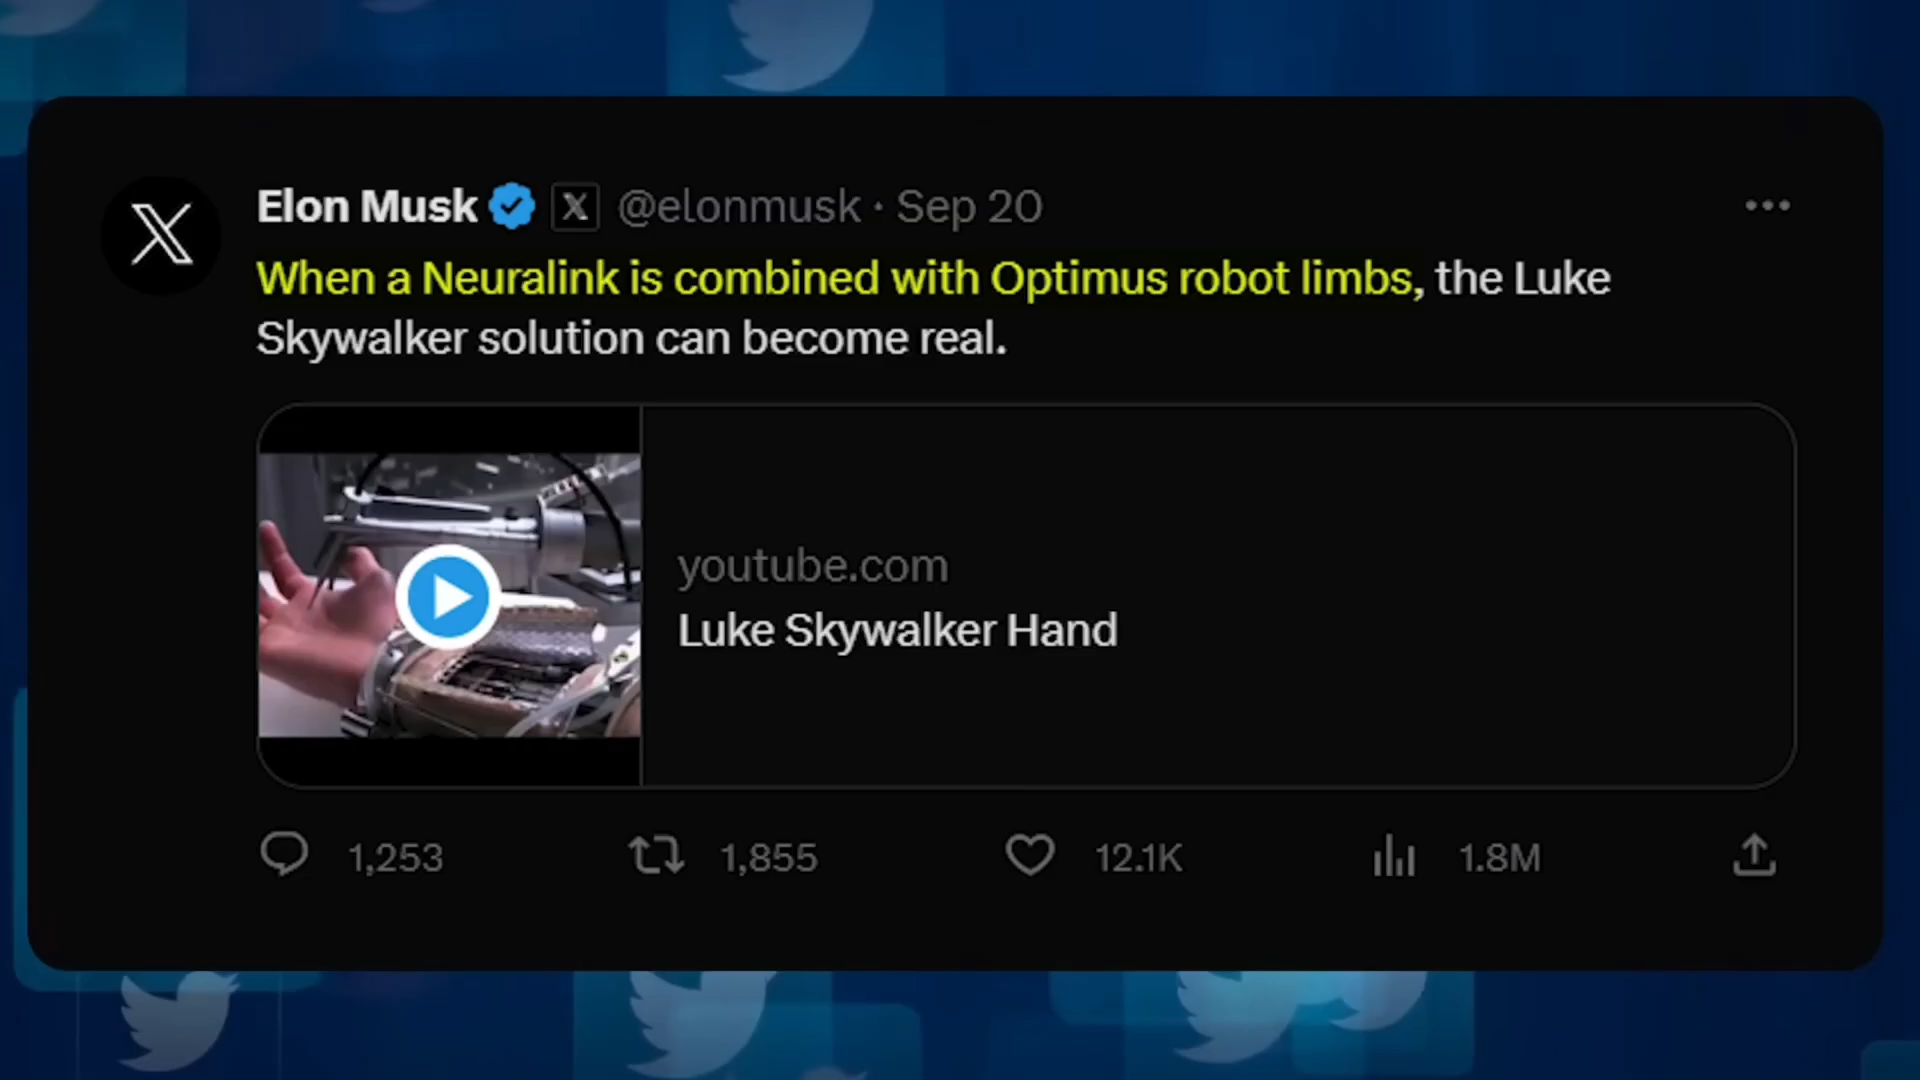 Elon Musk X @elonmusk · Sep 20
When a Neuralink is combined with Optimus robot limbs, the Luke
Skywalker solution can become real.
youtube.com
Luke Skywalker Hand
1,253 1,855 12.1K 1.8M